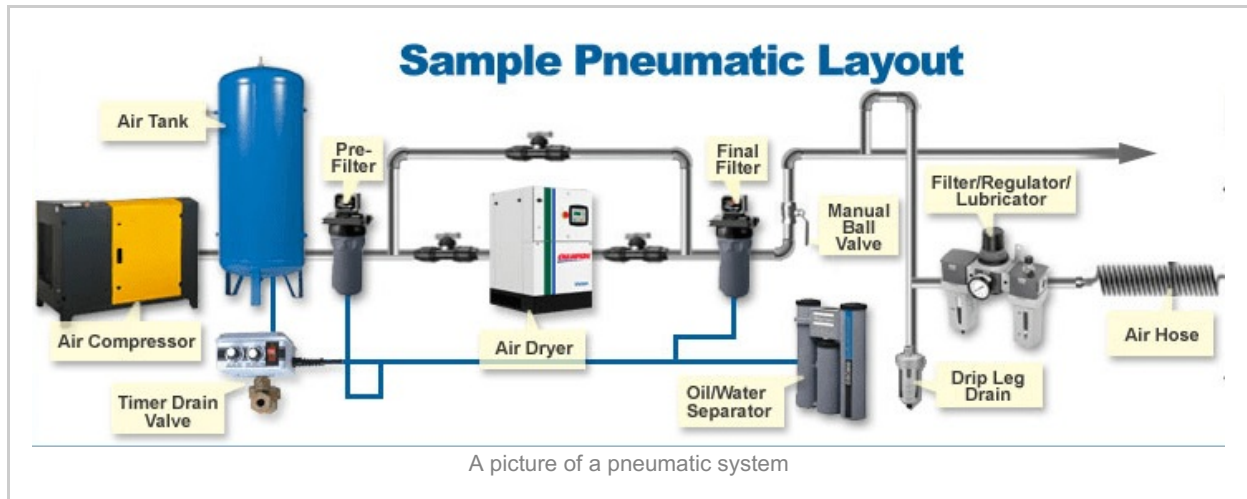 Sample Pneumatic Layout
Air Tank
Pre-
Filter
Final
Filter
Filter/Regulator/
Lubricator
Manual
Ball
Valve
Air Compressor
Air Dryer
Air Hose
Timer Drain
Valve
Oil/Water
Separator
Drip Leg
Drain
CHAMPION
A picture of a pneumatic system